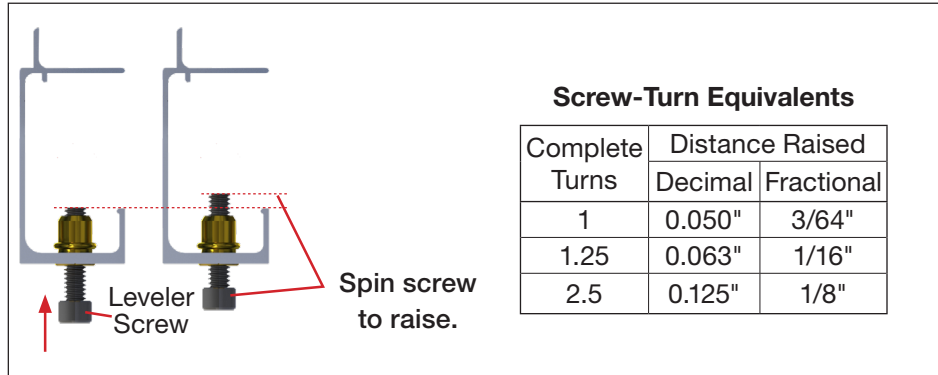 Leveler
Screw
Spin screw
to raise.
Screw-Turn Equivalents
Complete Turns Distance Raised
Decimal Fractional
1 0.050" 3/64"
1.25 0.063" 1/16"
2.5 0.125" 1/8"